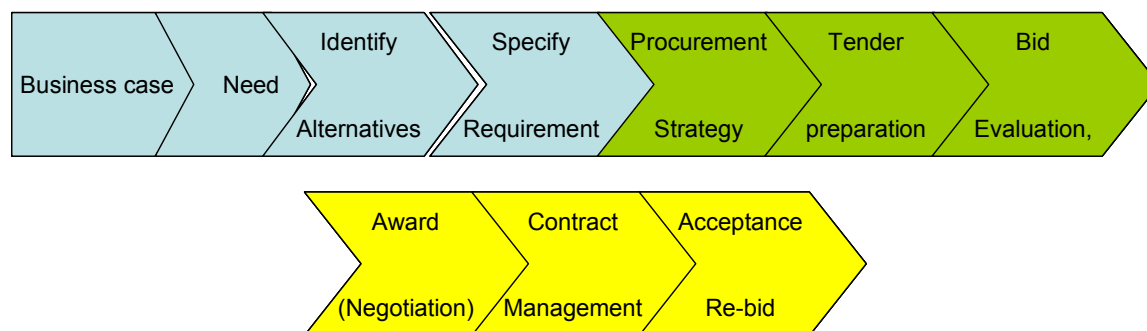 Identify Specify Procurement Tender Bid
Business case Need
Alternatives Requirement Strategy preparation Evaluation,
Award Contract Acceptance
(Negotiation) Management Re-bid